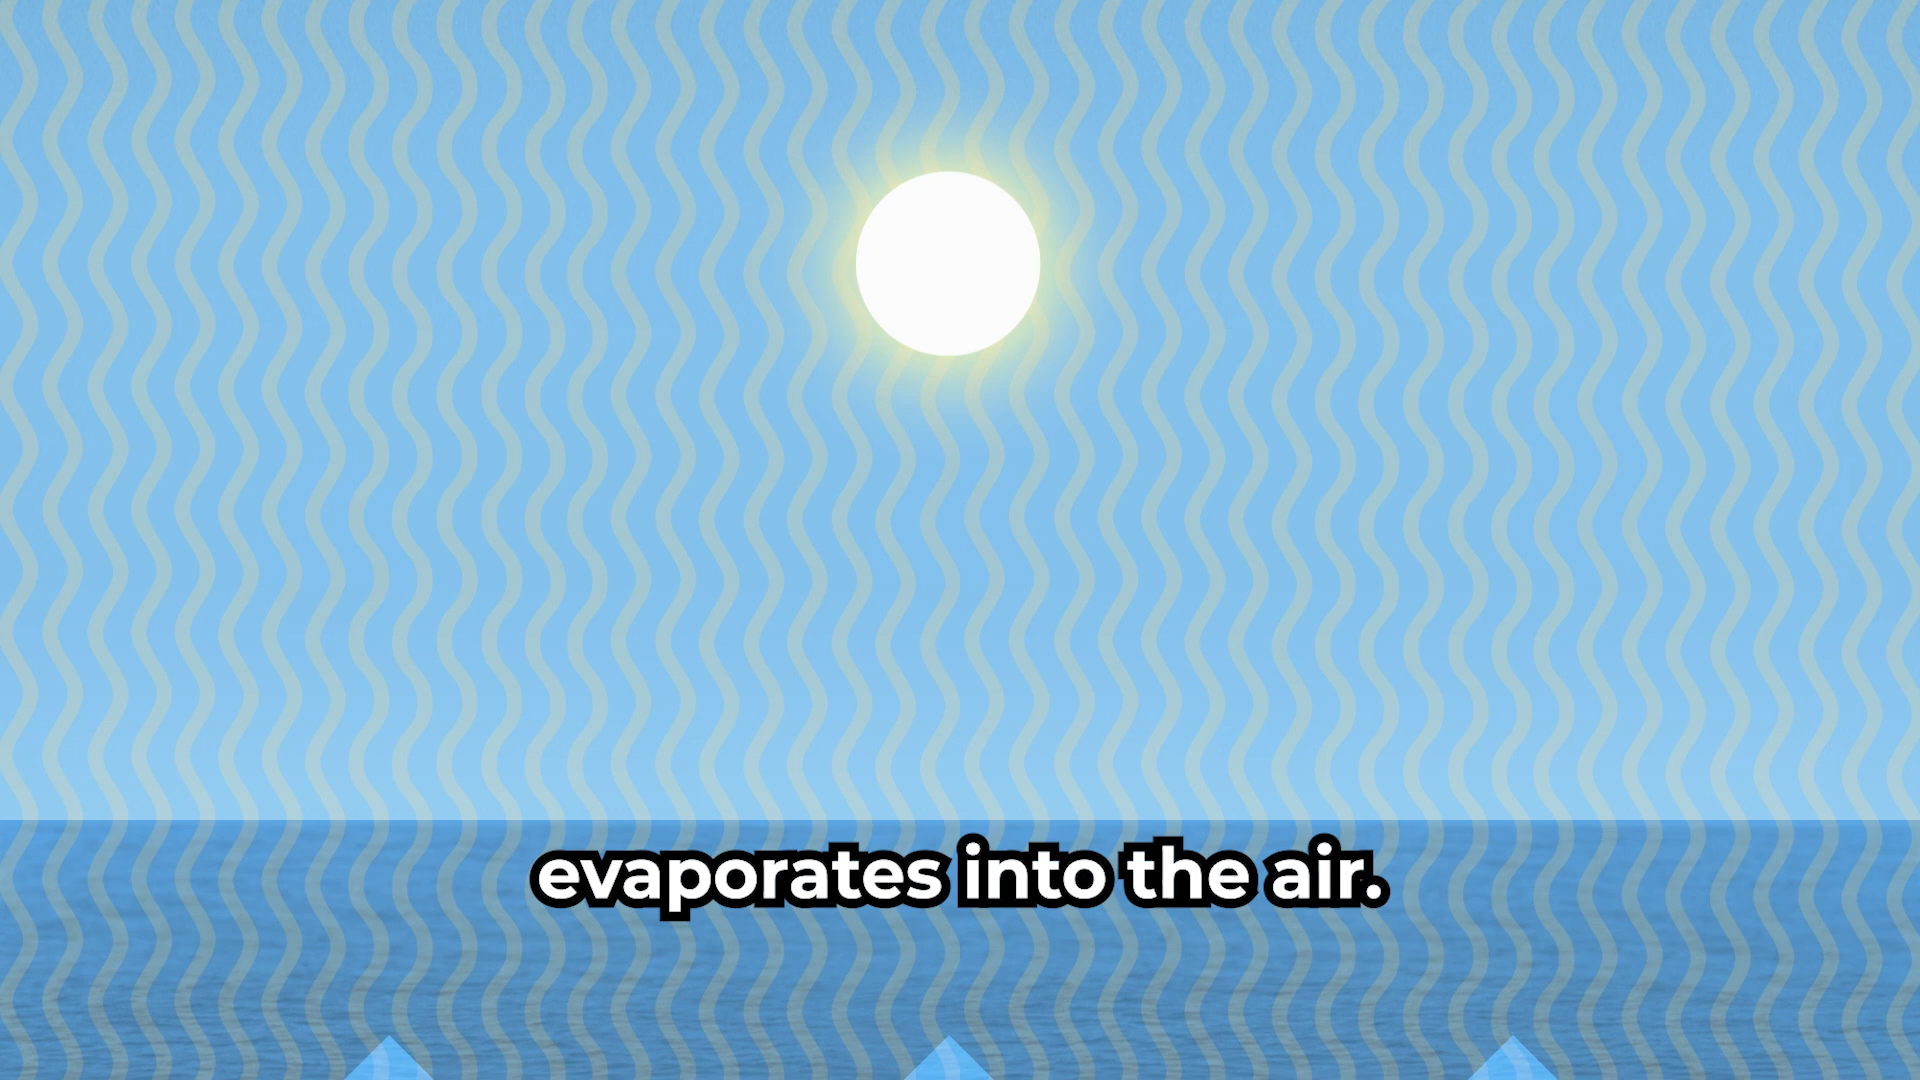 evaporates into the air.